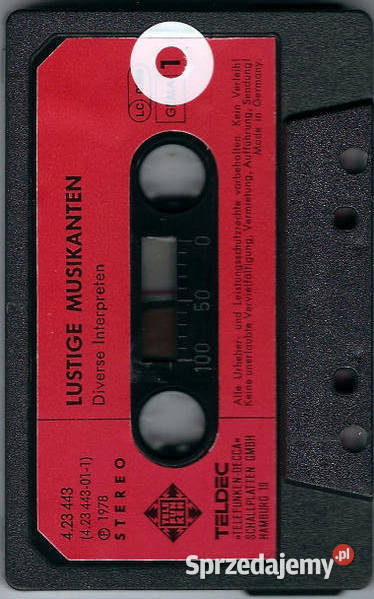 LUSTIGE MUSIKANTEN
Diverse Interpreten
4.23 443
(4.23 443-01-1)
℗ 1978
STEREO
1
LC
GEMA
0
50
100
Alle Urheber- und Leistungsschutzrechte vorbehalten. Kein Verleih!
Keine unerlaubte Vervielfältigung, Vermietung, Aufführung, Sendung!
Made in Germany.
TELDEC
»TELEFUNKEN-DECCA«
SCHALLPLATTEN GMBH
HAMBURG 19
Sprzedajemy.pl